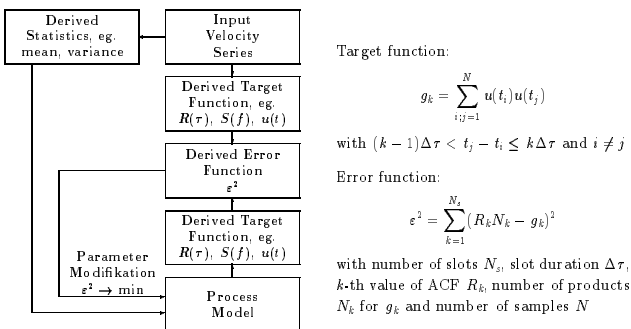 Derived
Statistics, eg.
mean, variance
Input
Velocity
Series
Derived Target
Function, eg.
R(τ), S(f), u(t)
Derived Error
Function
ε²
Derived Target
Function, eg.
R(τ), S(f), u(t)
Parameter
Modifikation
ε² → min
Process
Model
Target function:
g_k = ∑_{i;j=1}^{N} u(t_i)u(t_j)
with (k − 1)Δτ < t_j − t_i ≤ kΔτ and i ≠ j
Error function:
ε² = ∑_{k=1}^{N_s} (R_k N_k − g_k)²
with number of slots N_s, slot duration Δτ,
k-th value of ACF R_k, number of products
N_k for g_k and number of samples N